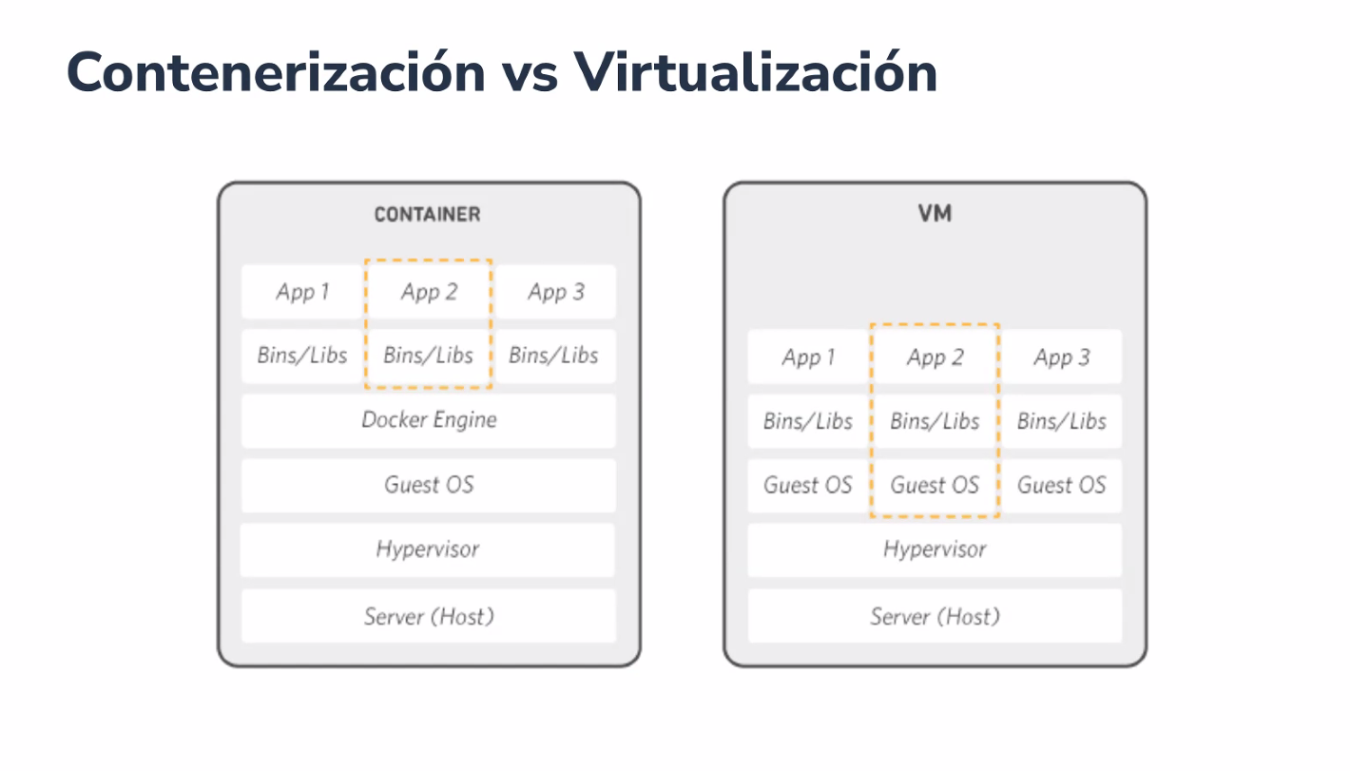 Contenerización vs Virtualización
CONTAINER
App 1 App 2 App 3
Bins/Libs Bins/Libs Bins/Libs
Docker Engine
Guest OS
Hypervisor
Server (Host)
VM
App 1 App 2 App 3
Bins/Libs Bins/Libs Bins/Libs
Guest OS Guest OS Guest OS
Hypervisor
Server (Host)